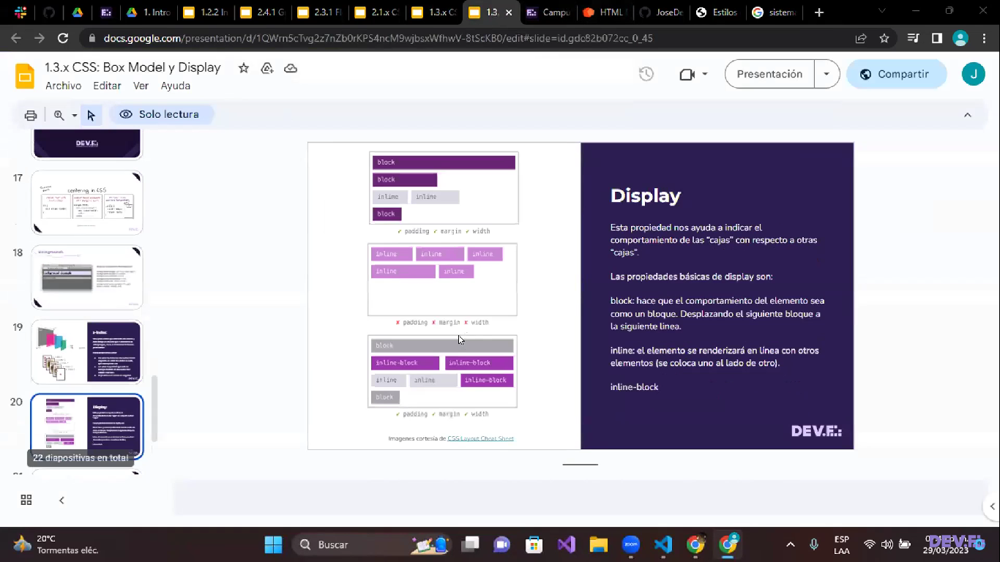 1. Intro
1.2.2 In
2.4.1 G
2.3.1 Fl
2.1.x C
1.3.x CS
1.3.
Campu
HTML
JoseDe
Estilos
sistema
docs.google.com/presentation/d/1QWrn5cTvg2z7nZb0rKPS4ncM9wjbsxWfhwV-8tScKB0/edit#slide=id.gdc82b072cc_0_45
1.3.x CSS: Box Model y Display
Archivo Editar Ver Ayuda
Presentación
Compartir
J
Solo lectura
DEV.F.:
17
centering in CSS
18
Backgrounds
19
z-index
20
Display
22 diapositivas en total
block
block
inline inline
block
✓ padding ✓ margin ✓ width
inline inline inline
inline inline
✗ padding ✗ margin ✗ width
block
inline-block inline-block
inline inline inline-block
block
✓ padding ✓ margin ✓ width
Imagenes cortesía de CSS Layout Cheat Sheet
Display
Esta propiedad nos ayuda a indicar el
comportamiento de las “cajas” con respecto a otras
“cajas”.
Las propiedades básicas de display son:
block: hace que el comportamiento del elemento sea
como un bloque. Desplazando el siguiente bloque a
la siguiente linea.
inline: el elemento se renderizará en línea con otros
elementos (se coloca uno al lado de otro).
inline-block
DEV.F.:
20°C
Tormentas eléc.
Buscar
zoom
ESP
LAA
29/03/2023
DEV.F.: